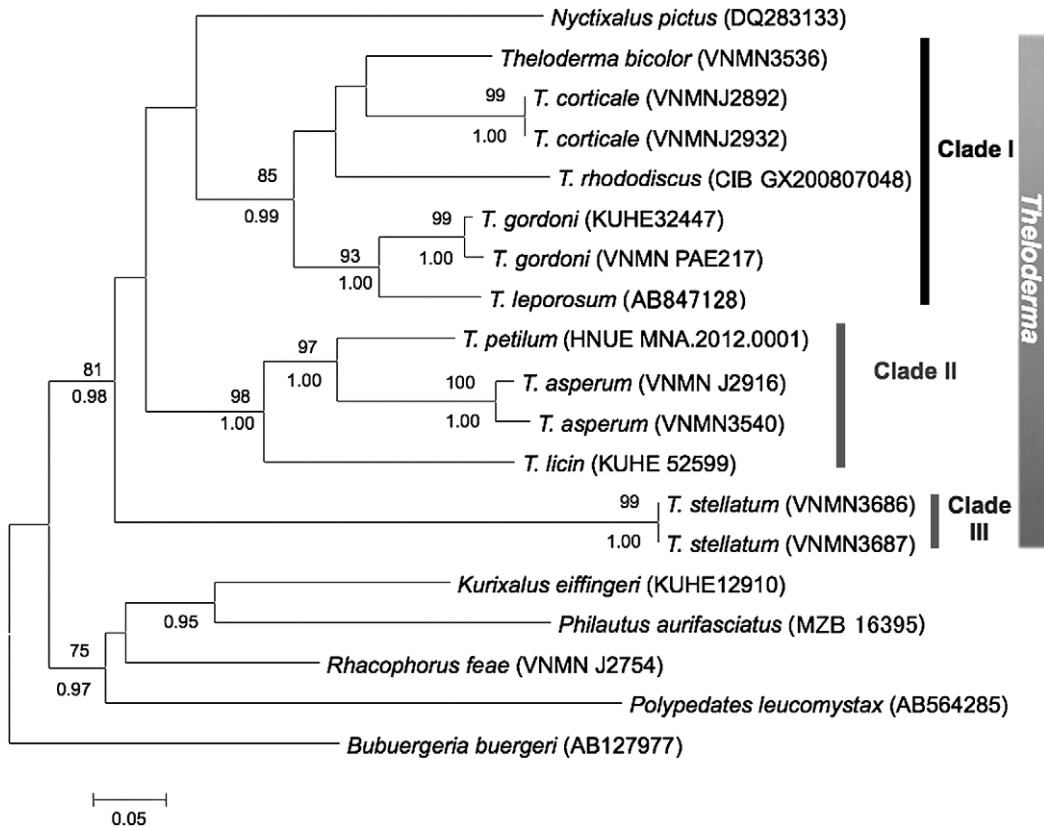 Nyctixalus pictus (DQ283133)
Theloderma bicolor (VNMN3536)
99
T. corticale (VNMNJ2892)
1.00
T. corticale (VNMNJ2932)
Clade I
85
0.99
T. rhododiscus (CIB GX200807048)
99
T. gordoni (KUHE32447)
1.00
T. gordoni (VNMN PAE217)
93
1.00
T. leporosum (AB847128)
Theloderma
T. petilum (HNUE MNA.2012.0001)
97
1.00
Clade II
81
0.98
100
T. asperum (VNMN J2916)
98
1.00
1.00
T. asperum (VNMN3540)
T. licin (KUHE 52599)
99
T. stellatum (VNMN3686)
Clade
III
1.00
T. stellatum (VNMN3687)
Kurixalus eiffingeri (KUHE12910)
0.95
Philautus aurifasciatus (MZB 16395)
75
0.97
Rhacophorus feae (VNMN J2754)
Polypedates leucomystax (AB564285)
Bubuergeria buergeri (AB127977)
0.05